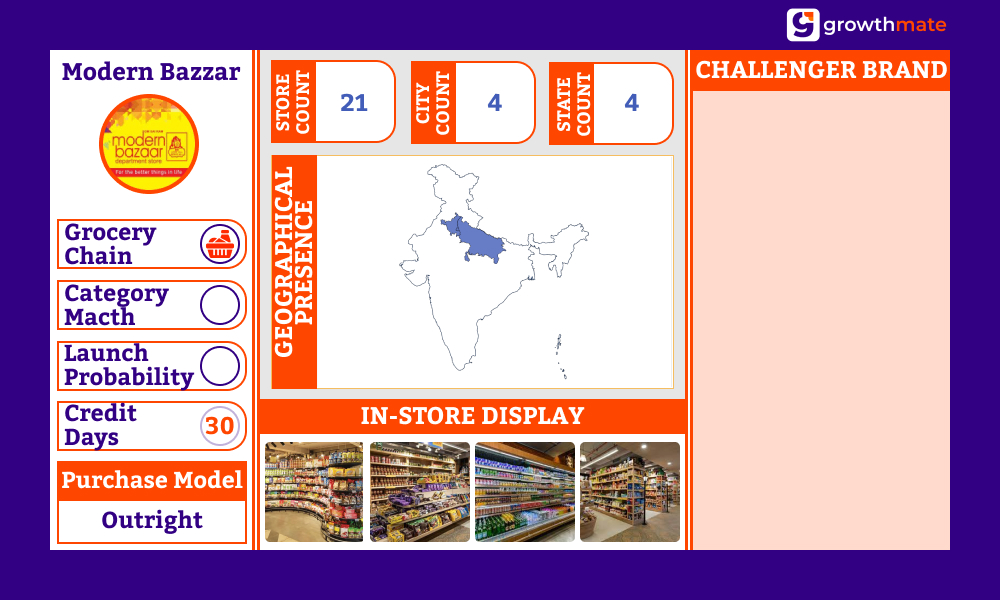 growthmate
Modern Bazzar
modern
bazaar
department store
For the better things in life
Grocery
Chain
Category
Macth
Launch
Probability
Credit
Days
30
Purchase Model
Outright
STORE
COUNT
21
CITY
COUNT
4
STATE
COUNT
4
GEOGRAPHICAL
PRESENCE
IN-STORE DISPLAY
CHALLENGER BRAND